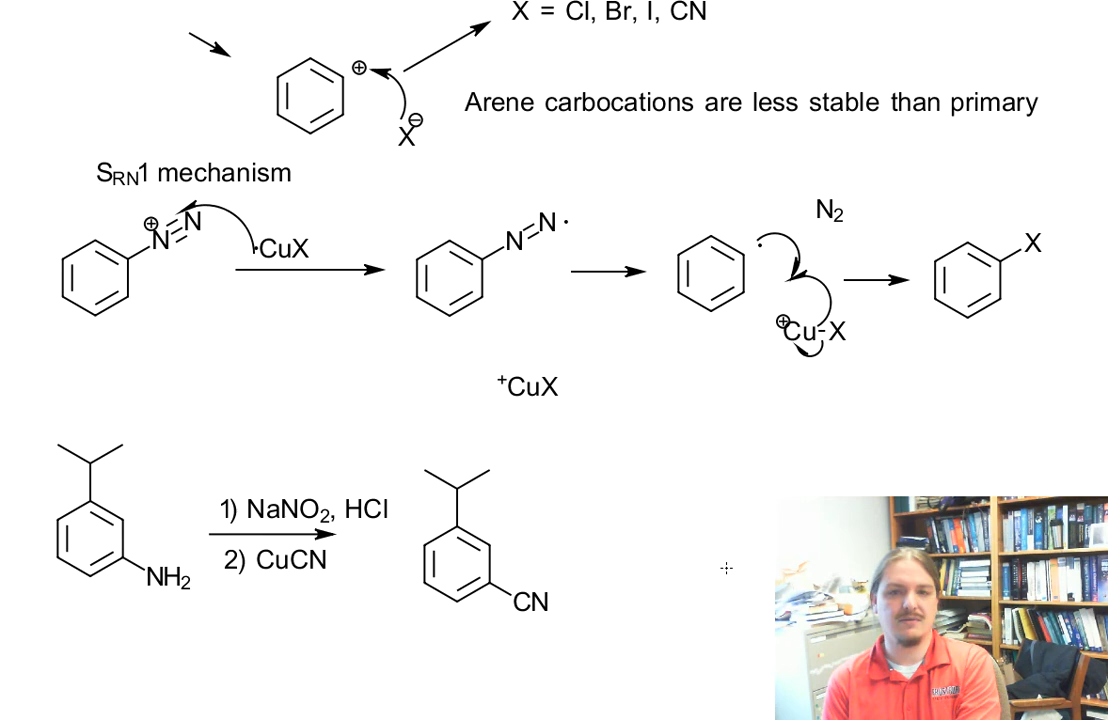 X = Cl, Br, I, CN
⊕
X⊖
Arene carbocations are less stable than primary
SRN1 mechanism
⊕
N≡N
·CuX
N=N·
N2
·
⊕Cu-X
X
+CuX
1) NaNO2, HCl
2) CuCN
NH2
CN